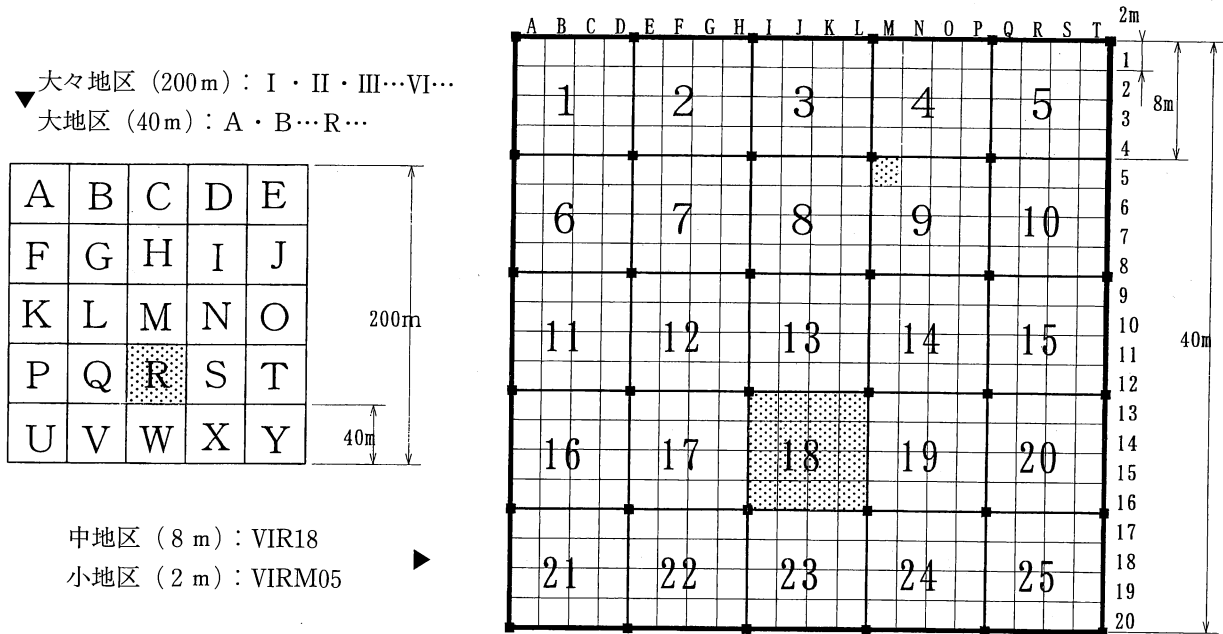 大々地区（200m）：Ⅰ・Ⅱ・Ⅲ…Ⅵ…
大地区（40m）：A・B…R…
A B C D E
F G H I J
K L M N O
P Q R S T
U V W X Y
200m
40m
中地区（8m）：ⅥR18
小地区（2m）：ⅥRM05
A B C D E F G H I J K L M N O P Q R S T
2m
1 2 3 4 5
6 7 8 9 10
11 12 13 14 15
16 17 18 19 20
21 22 23 24 25
1
2
3
4
5
6
7
8
9
10
11
12
13
14
15
16
17
18
19
20
8m
40m